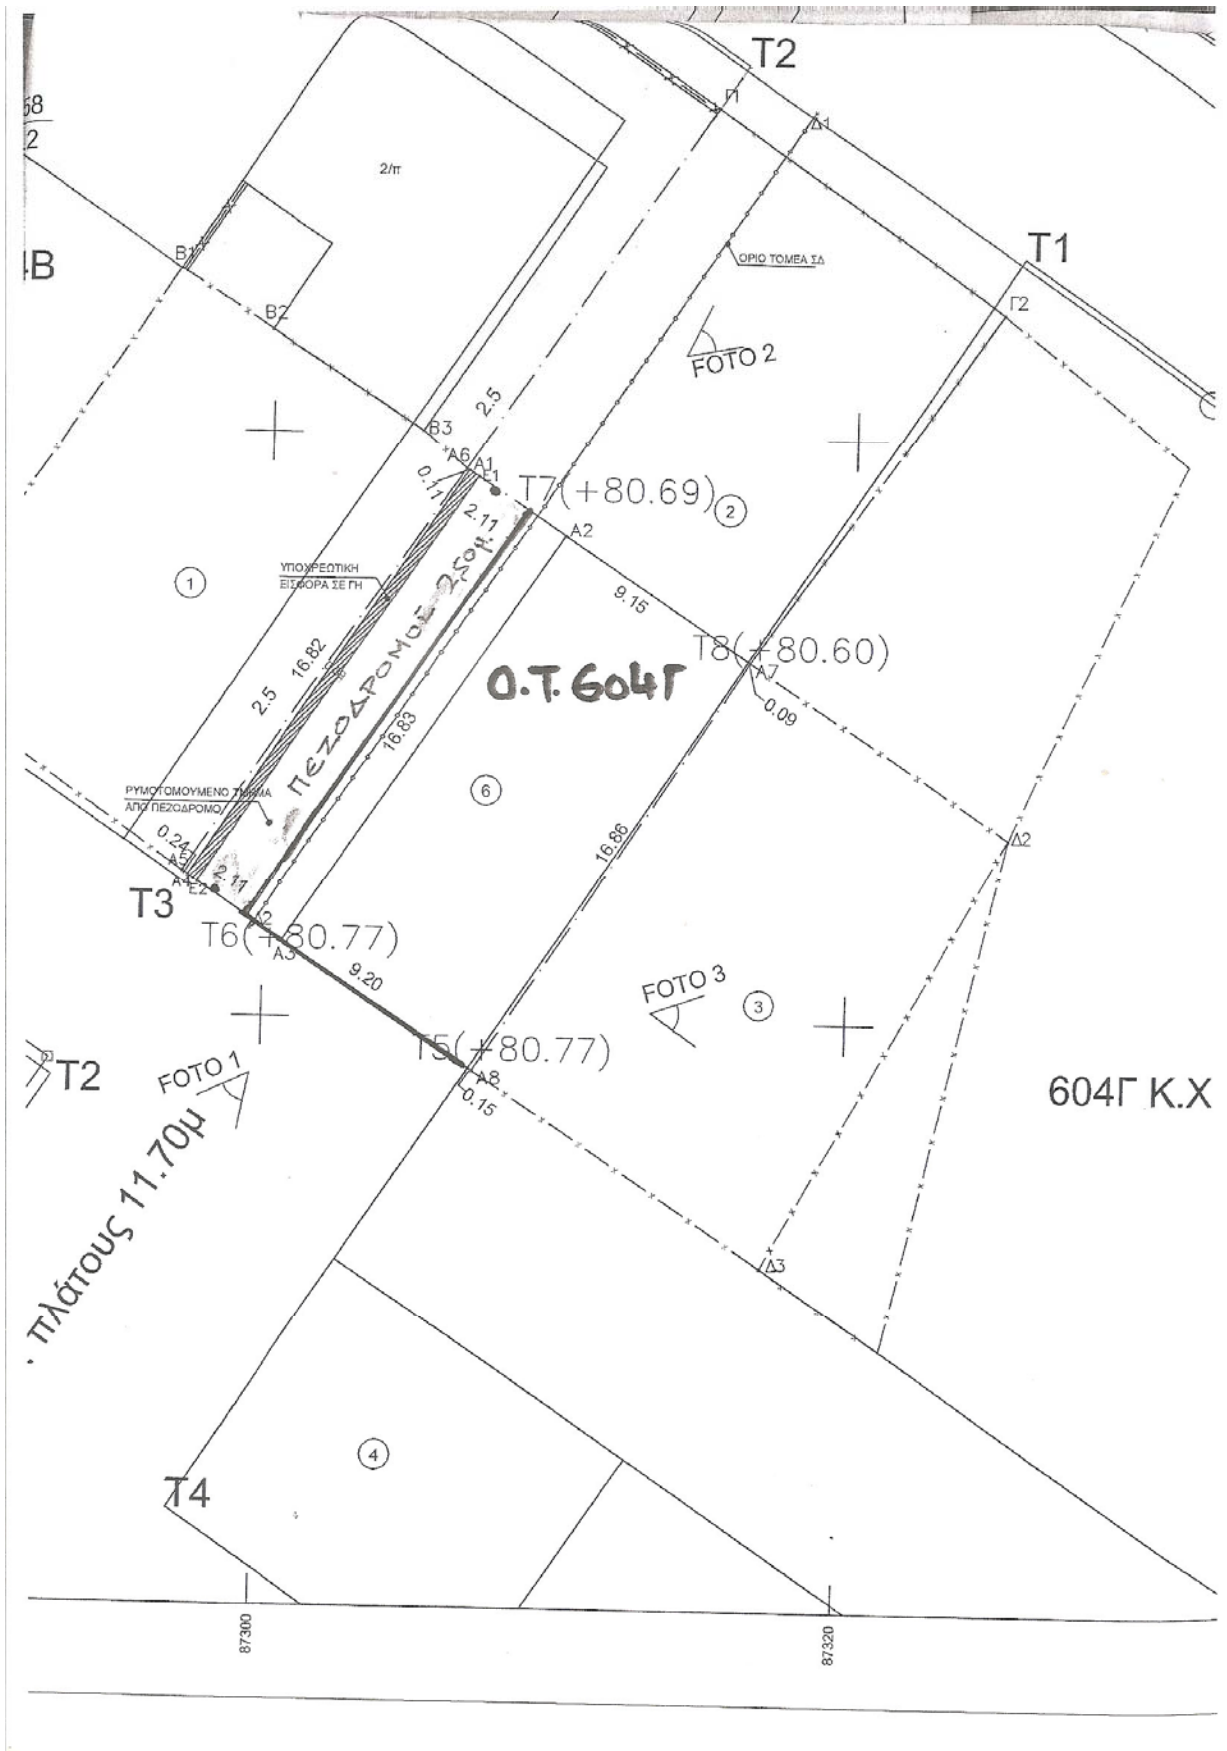 T2
Γ1
Δ1
58
2
2/π
T1
B1
4B
ΟΡΙΟ ΤΟΜΕΑ ΣΔ
Γ2
B2
FOTO 2
2.5
B3
A6
A1
E1
0.11
T7(+80.69)
2
2.11
A2
ΥΠΟΧΡΕΩΤΙΚΗ
ΕΙΣΦΟΡΑ ΣΕ ΓΗ
1
9.15
ΠΕΖΟΔΡΟΜΟΣ 2,50μ.
16.82
T8(+80.60)
A7
Ο.Τ. 604Γ
2.5
0.09
16.83
6
ΡΥΜΟΤΟΜΟΥΜΕΝΟ ΤΜΗΜΑ
ΑΠΟ ΠΕΖΟΔΡΟΜΟ
0.24
16.86
Δ2
A5
A4
E2
2.11
T3
Δ2
T6(+80.77)
A3
9.20
FOTO 3
3
T5(+80.77)
A8
T2
FOTO 1
0.15
604Γ Κ.Χ
πλάτους 11.70μ
Δ3
4
T4
87300
87320